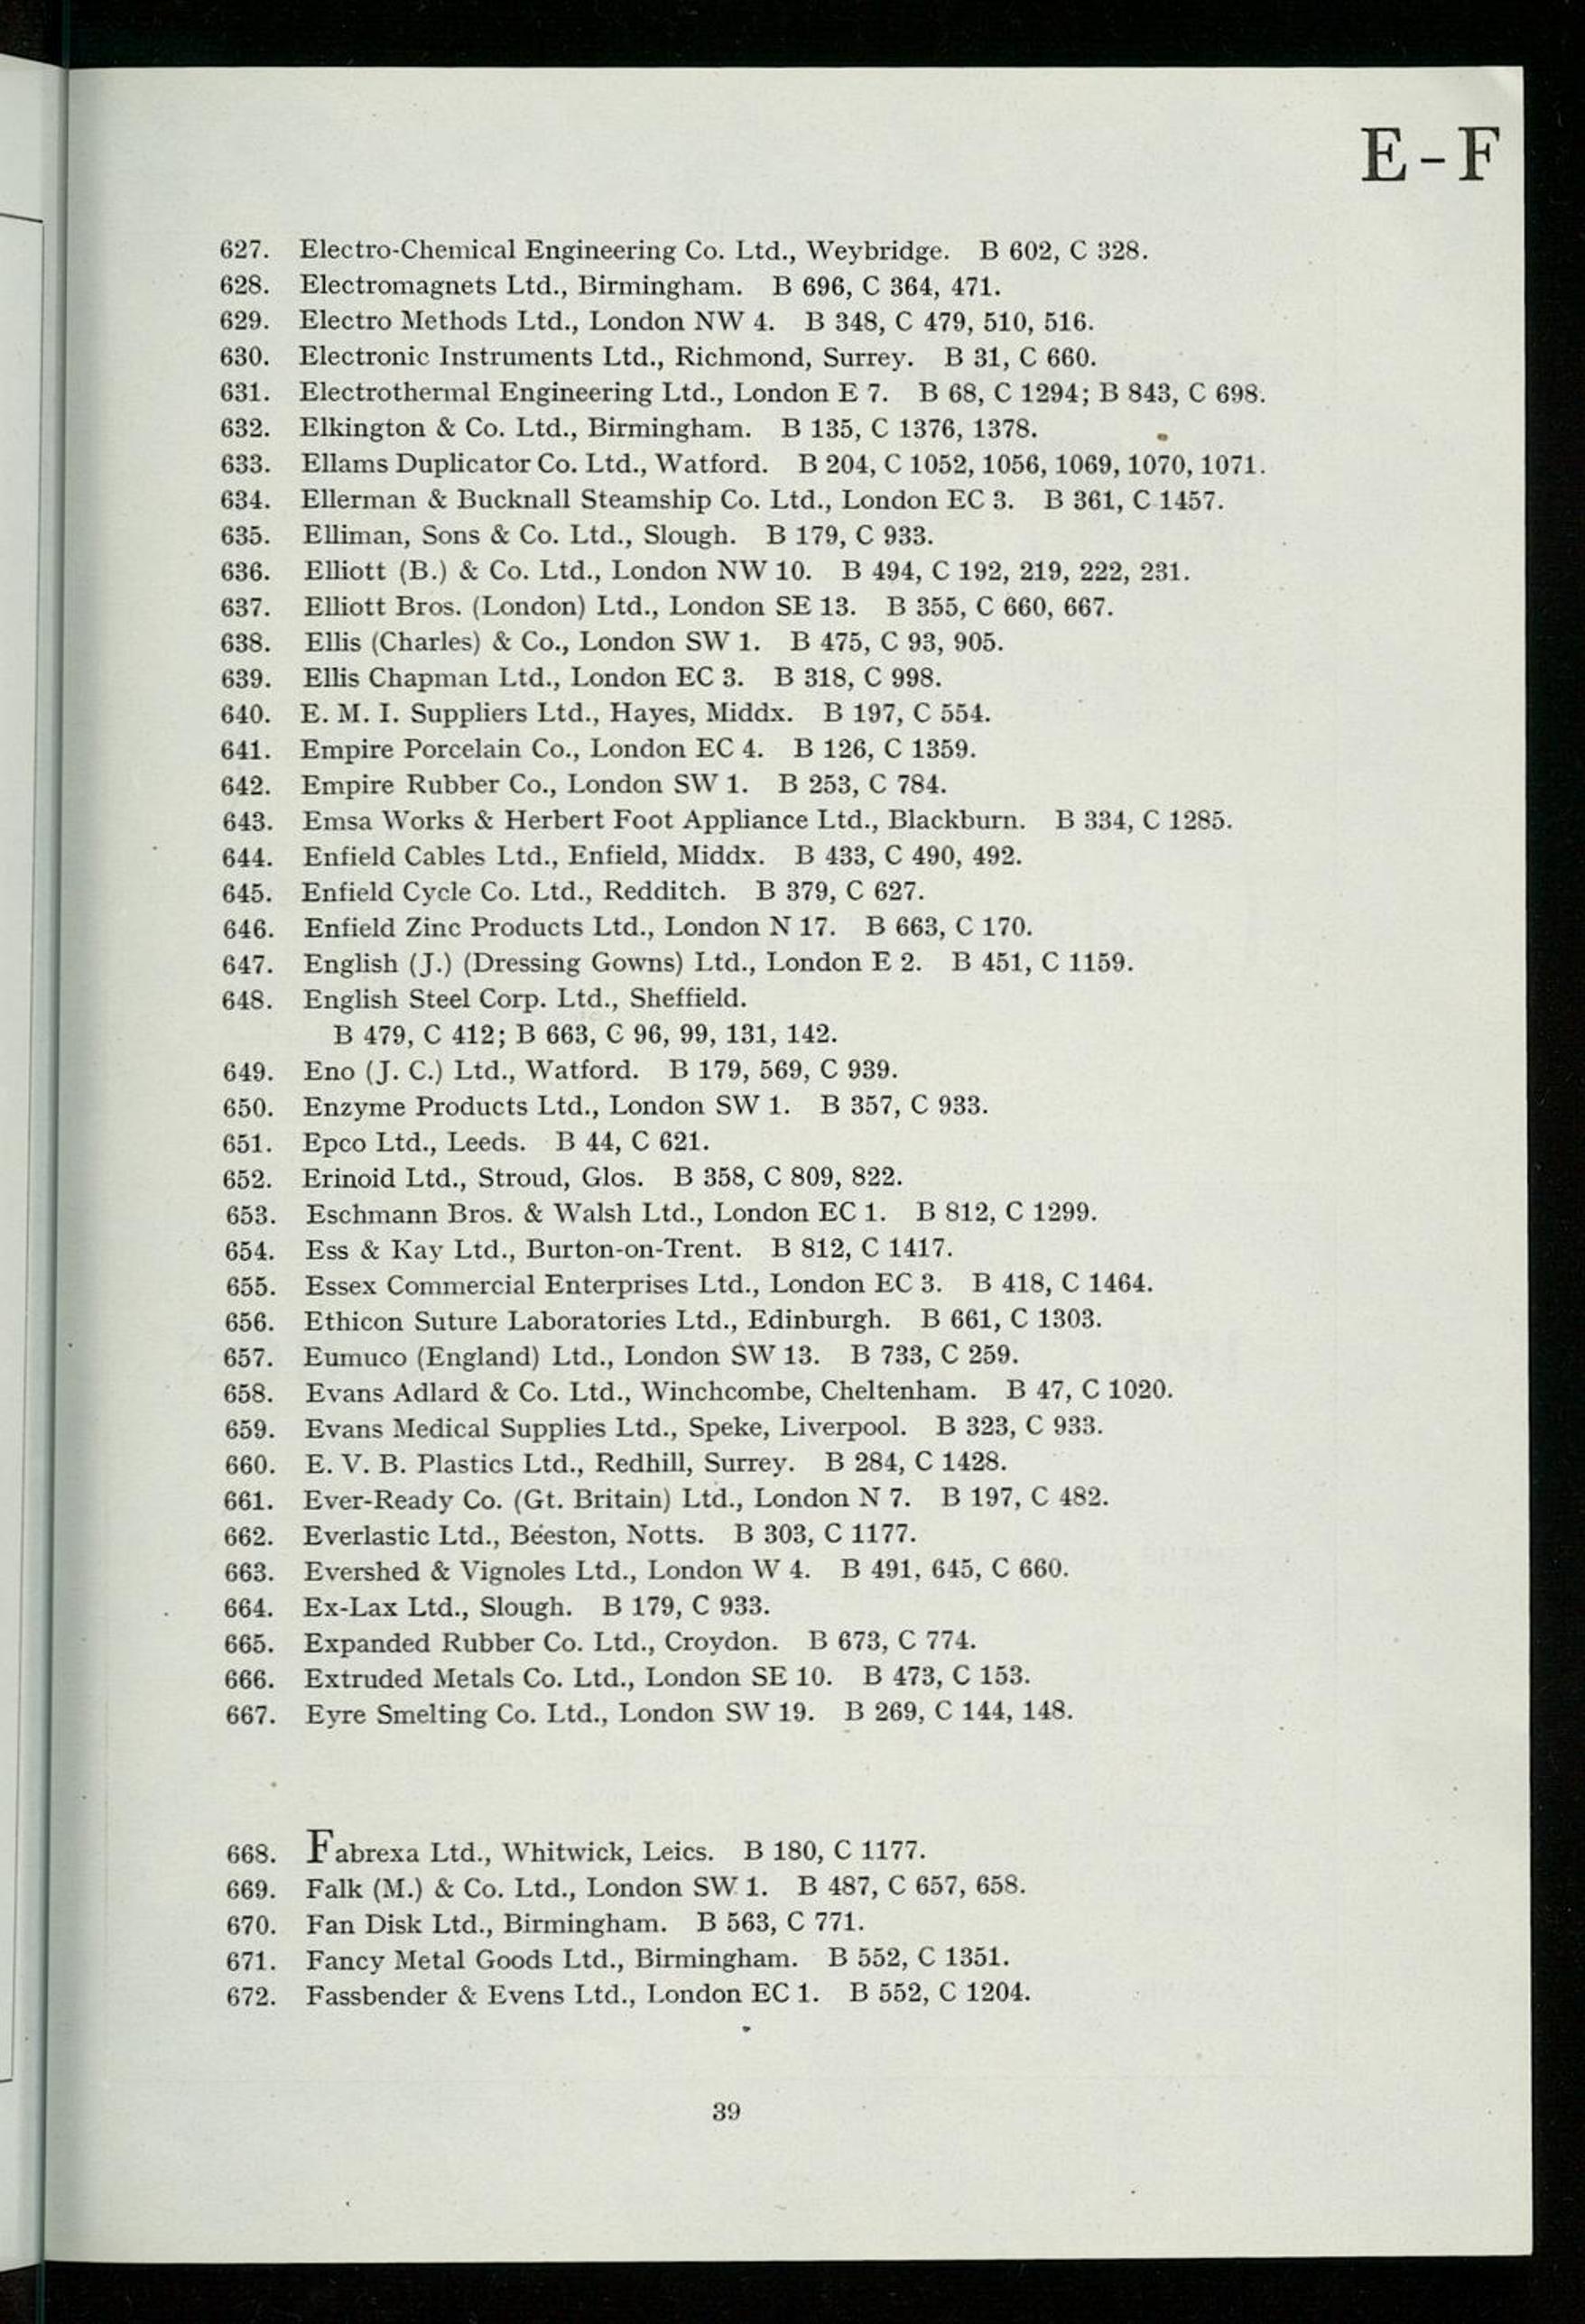 E-F
627. Electro-Chemical Engineering Co. Ltd., Weybridge. B 602, C 328.
628. Electromagnets Ltd., Birmingham. B 696, C 364, 471.
629. Electro Methods Ltd., London NW 4. B 348, C 479, 510, 516.
630. Electronic Instruments Ltd., Richmond, Surrey. B 31, C 660.
631. Electrothermal Engineering Ltd., London E 7. B 68, C 1294; B 843, C 698.
632. Elkington & Co. Ltd., Birmingham. B 135, C 1376, 1378.
633. Ellams Duplicator Co. Ltd., Watford. B 204, C 1052, 1056, 1069, 1070, 1071.
634. Ellerman & Bucknall Steamship Co. Ltd., London EC 3. B 361, C 1457.
635. Elliman, Sons & Co. Ltd., Slough. B 179, C 933.
636. Elliott (B.) & Co. Ltd., London NW 10. B 494, C 192, 219, 222, 231.
637. Elliott Bros. (London) Ltd., London SE 13. B 355, C 660, 667.
638. Ellis (Charles) & Co., London SW 1. B 475, C 93, 905.
639. Ellis Chapman Ltd., London EC 3. B 318, C 998.
640. E. M. I. Suppliers Ltd., Hayes, Middx. B 197, C 554.
641. Empire Porcelain Co., London EC 4. B 126, C 1359.
642. Empire Rubber Co., London SW 1. B 253, C 784.
643. Emsa Works & Herbert Foot Appliance Ltd., Blackburn. B 334, C 1285.
644. Enfield Cables Ltd., Enfield, Middx. B 433, C 490, 492.
645. Enfield Cycle Co. Ltd., Redditch. B 379, C 627.
646. Enfield Zinc Products Ltd., London N 17. B 663, C 170.
647. English (J.) (Dressing Gowns) Ltd., London E 2. B 451, C 1159.
648. English Steel Corp. Ltd., Sheffield.
B 479, C 412; B 663, C 96, 99, 131, 142.
649. Eno (J. C.) Ltd., Watford. B 179, 569, C 939.
650. Enzyme Products Ltd., London SW 1. B 357, C 933.
651. Epco Ltd., Leeds. B 44, C 621.
652. Erinoid Ltd., Stroud, Glos. B 358, C 809, 822.
653. Eschmann Bros. & Walsh Ltd., London EC 1. B 812, C 1299.
654. Ess & Kay Ltd., Burton-on-Trent. B 812, C 1417.
655. Essex Commercial Enterprises Ltd., London EC 3. B 418, C 1464.
656. Ethicon Suture Laboratories Ltd., Edinburgh. B 661, C 1303.
657. Eumuco (England) Ltd., London SW 13. B 733, C 259.
658. Evans Adlard & Co. Ltd., Winchcombe, Cheltenham. B 47, C 1020.
659. Evans Medical Supplies Ltd., Speke, Liverpool. B 323, C 933.
660. E. V. B. Plastics Ltd., Redhill, Surrey. B 284, C 1428.
661. Ever-Ready Co. (Gt. Britain) Ltd., London N 7. B 197, C 482.
662. Everlastic Ltd., Beeston, Notts. B 303, C 1177.
663. Evershed & Vignoles Ltd., London W 4. B 491, 645, C 660.
664. Ex-Lax Ltd., Slough. B 179, C 933.
665. Expanded Rubber Co. Ltd., Croydon. B 673, C 774.
666. Extruded Metals Co. Ltd., London SE 10. B 473, C 153.
667. Eyre Smelting Co. Ltd., London SW 19. B 269, C 144, 148.
668. Fabrexa Ltd., Whitwick, Leics. B 180, C 1177.
669. Falk (M.) & Co. Ltd., London SW 1. B 487, C 657, 658.
670. Fan Disk Ltd., Birmingham. B 563, C 771.
671. Fancy Metal Goods Ltd., Birmingham. B 552, C 1351.
672. Fassbender & Evens Ltd., London EC 1. B 552, C 1204.
39